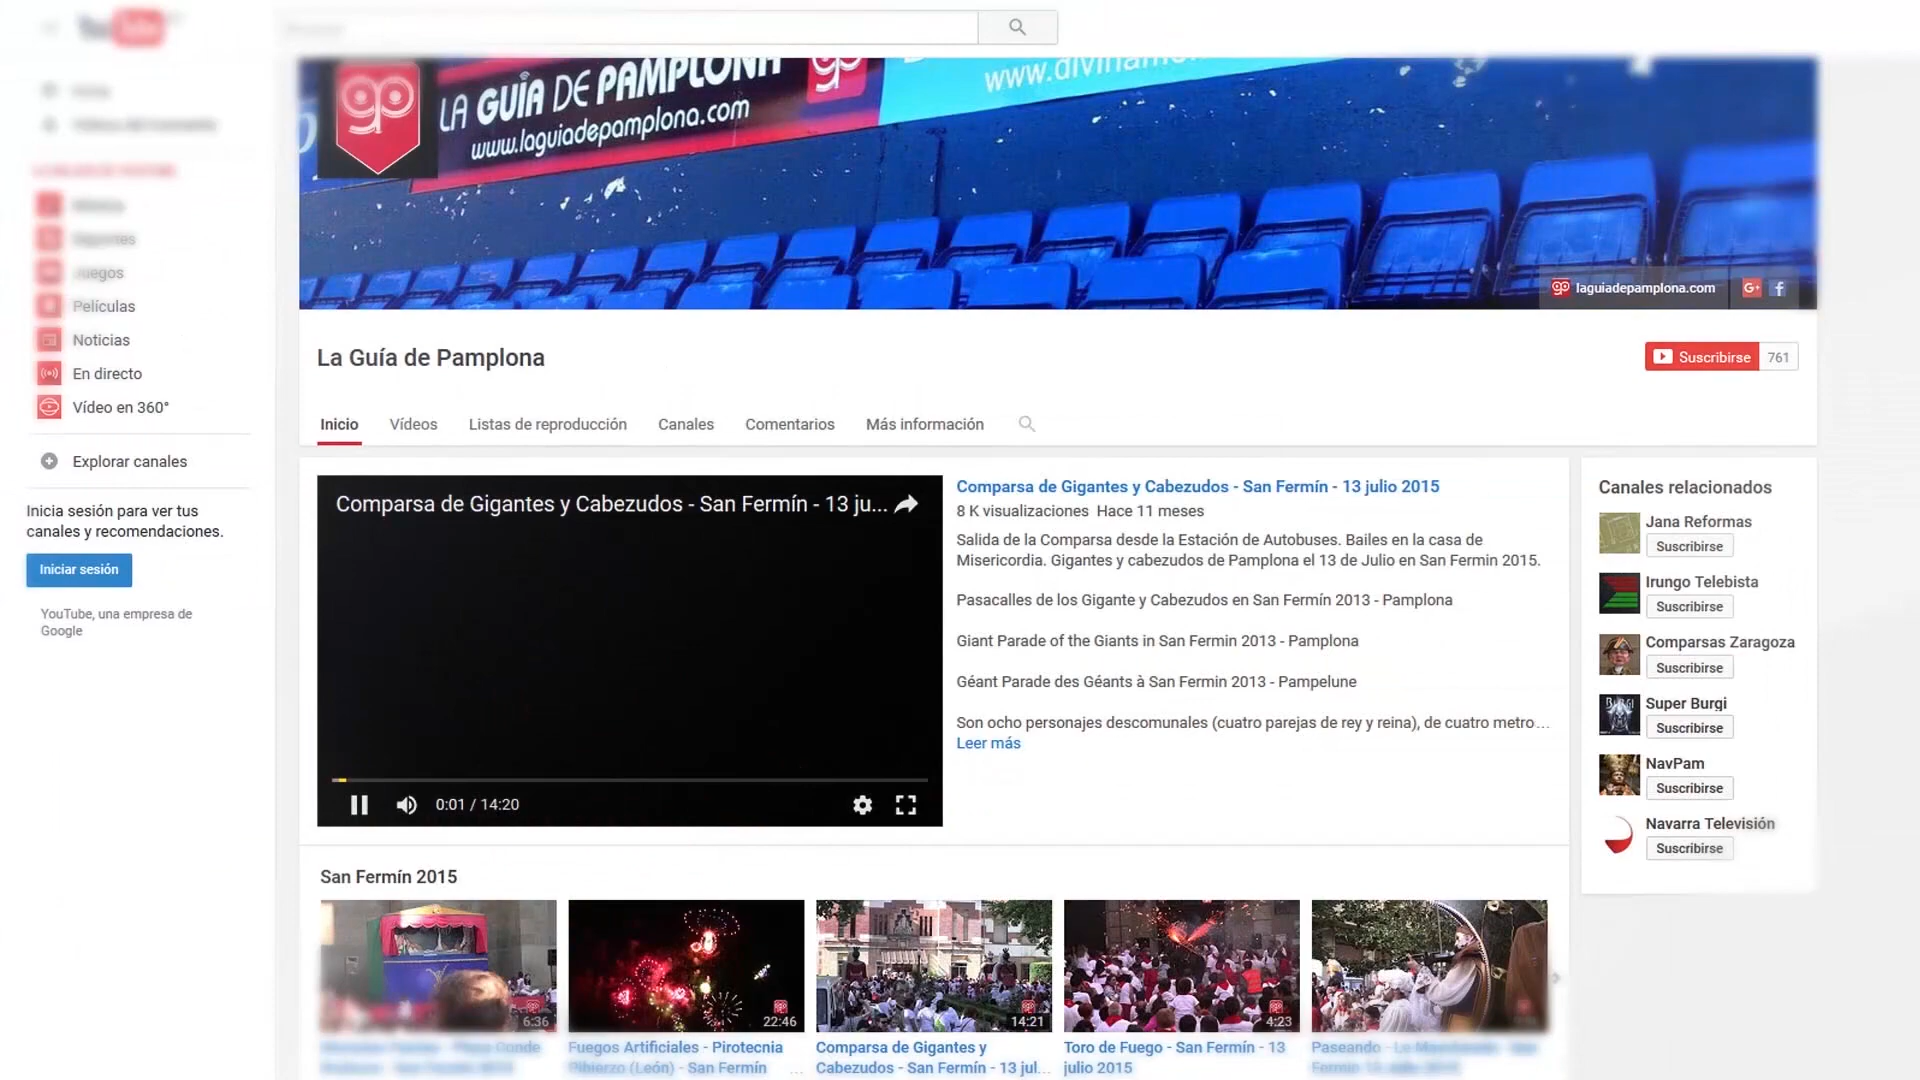 LA GUÍA DE PAMPLONA
www.laguiadepamplona.com
gp
laguiadepamplona.com
Juegos
Películas
Noticias
En directo
Vídeo en 360°
Explorar canales
Inicia sesión para ver tus
canales y recomendaciones.
Iniciar sesión
YouTube, una empresa de
Google
La Guía de Pamplona
Suscribirse 761
Inicio Vídeos Listas de reproducción Canales Comentarios Más información
Comparsa de Gigantes y Cabezudos - San Fermín - 13 ju...
0:01 / 14:20
Comparsa de Gigantes y Cabezudos - San Fermín - 13 julio 2015
8 K visualizaciones Hace 11 meses
Salida de la Comparsa desde la Estación de Autobuses. Bailes en la casa de
Misericordia. Gigantes y cabezudos de Pamplona el 13 de Julio en San Fermin 2015.
Pasacalles de los Gigante y Cabezudos en San Fermín 2013 - Pamplona
Giant Parade of the Giants in San Fermin 2013 - Pamplona
Géant Parade des Géants à San Fermin 2013 - Pampelune
Son ocho personajes descomunales (cuatro parejas de rey y reina), de cuatro metro...
Leer más
Canales relacionados
Jana Reformas
Suscribirse
Irungo Telebista
Suscribirse
Comparsas Zaragoza
Suscribirse
Super Burgi
Suscribirse
NavPam
Suscribirse
Navarra Televisión
Suscribirse
San Fermín 2015
6:36
22:46
14:21
4:23
Fuegos Artificiales - Pirotecnia
Pibierzo (León) - San Fermín ...
Comparsa de Gigantes y
Cabezudos - San Fermín - 13 jul...
Toro de Fuego - San Fermín - 13
julio 2015